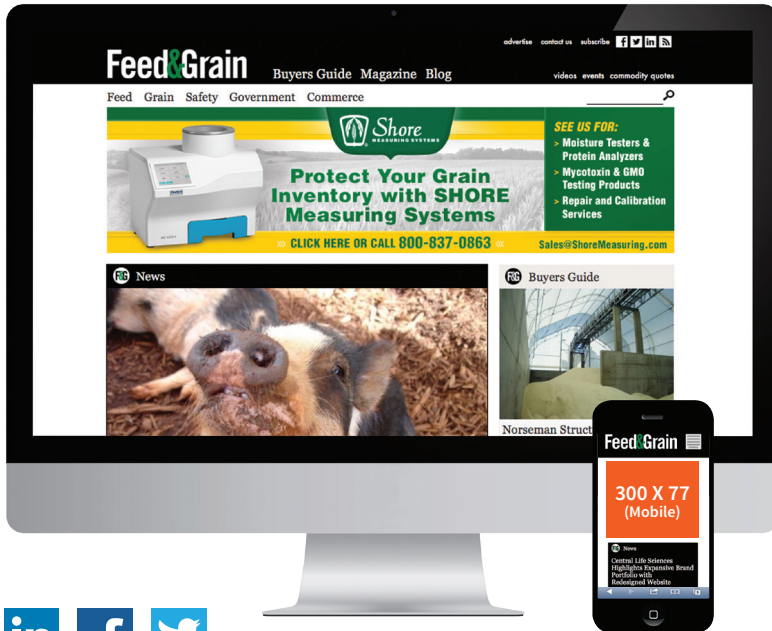 advertise contact us subscribe
Feed&Grain
Buyers Guide Magazine Blog
videos events commodity quotes
Feed Grain Safety Government Commerce
Shore
MEASURING SYSTEMS
Protect Your Grain
Inventory with SHORE
Measuring Systems
CLICK HERE OR CALL 800-837-0863
SEE US FOR:
> Moisture Testers &
Protein Analyzers
> Mycotoxin & GMO
Testing Products
> Repair and Calibration
Services
Sales@ShoreMeasuring.com
F&G News
F&G Buyers Guide
Norseman Struct
Feed&Grain
300 X 77
(Mobile)
News
Central Life Sciences
Highlights Expansive Brand
Portfolio with
Redesigned Website
in f